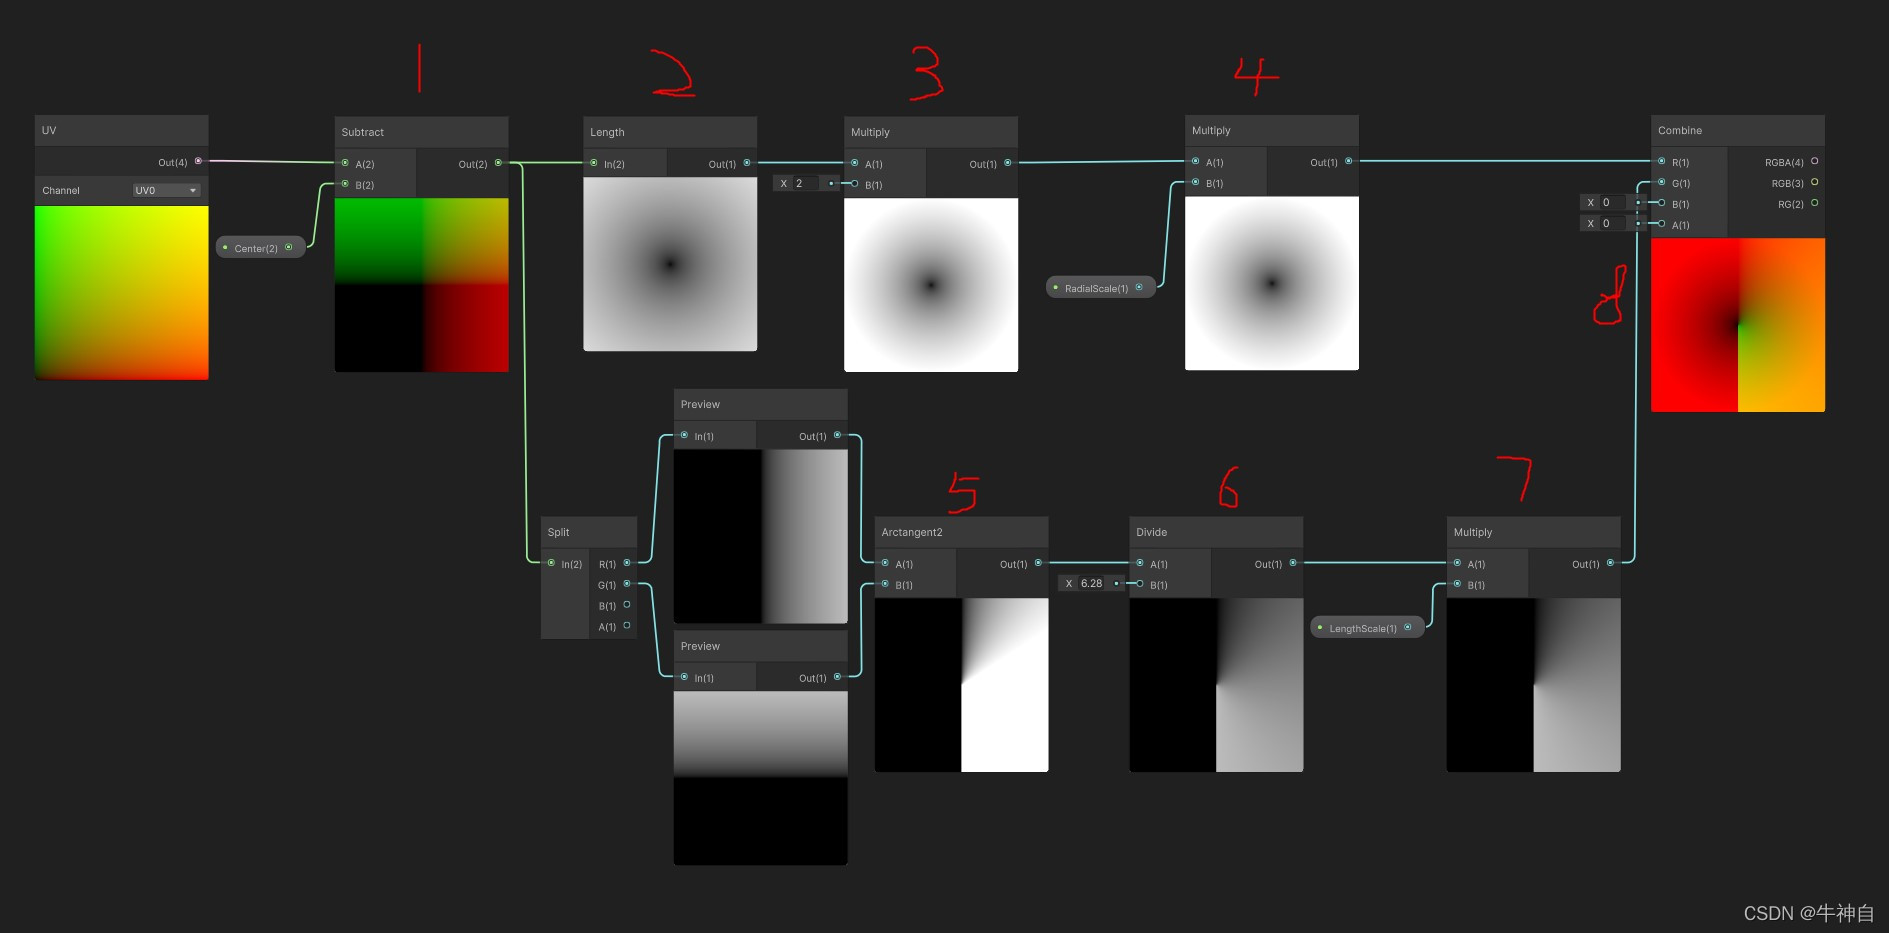 1
2
3
4
UV
Out(4)
Channel
UV0
Center(2)
Subtract
A(2)
B(2)
Out(2)
Length
In(2)
Out(1)
X 2
Multiply
A(1)
B(1)
Out(1)
RadialScale(1)
Multiply
A(1)
B(1)
Out(1)
Combine
R(1)
G(1)
B(1)
A(1)
RGBA(4)
RGB(3)
RG(2)
X 0
X 0
8
Preview
In(1)
Out(1)
Split
In(2)
R(1)
G(1)
B(1)
A(1)
Preview
In(1)
Out(1)
5
Arctangent2
A(1)
B(1)
Out(1)
X 6.28
6
Divide
A(1)
B(1)
Out(1)
LengthScale(1)
7
Multiply
A(1)
B(1)
Out(1)
CSDN @牛神自